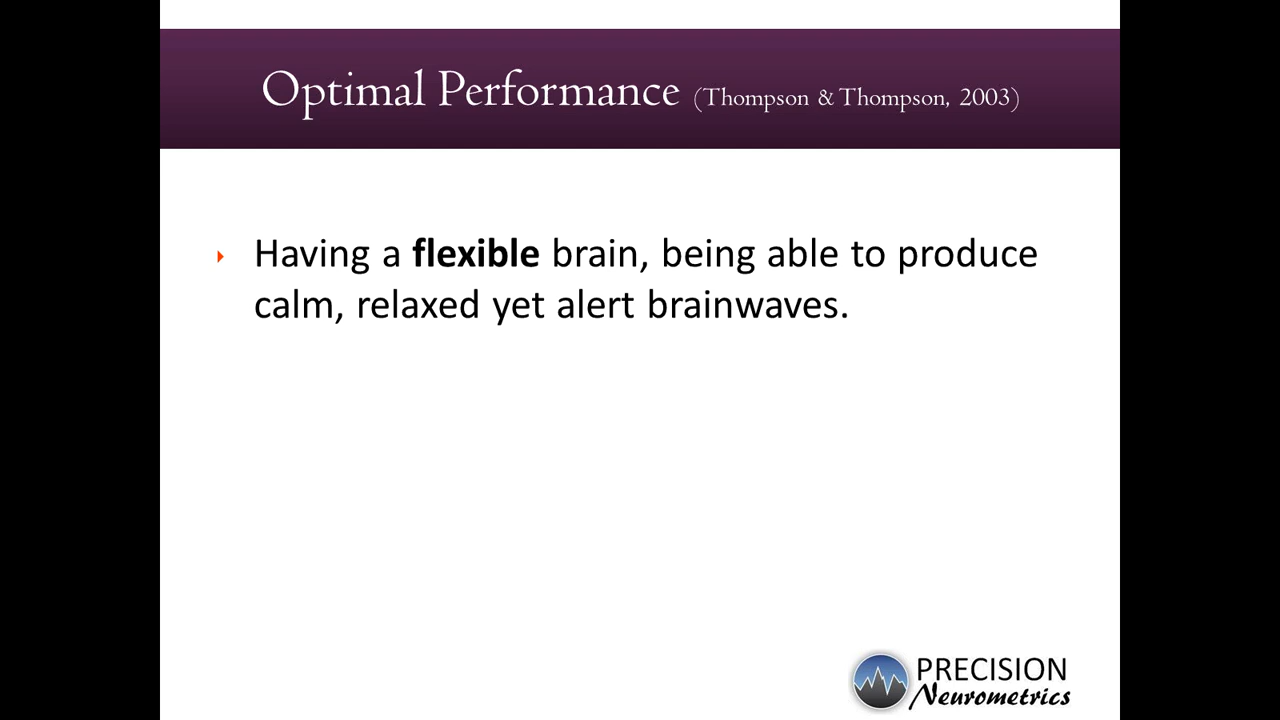 Optimal Performance (Thompson & Thompson, 2003)
Having a flexible brain, being able to produce
calm, relaxed yet alert brainwaves.
PRECISION
Neurometrics